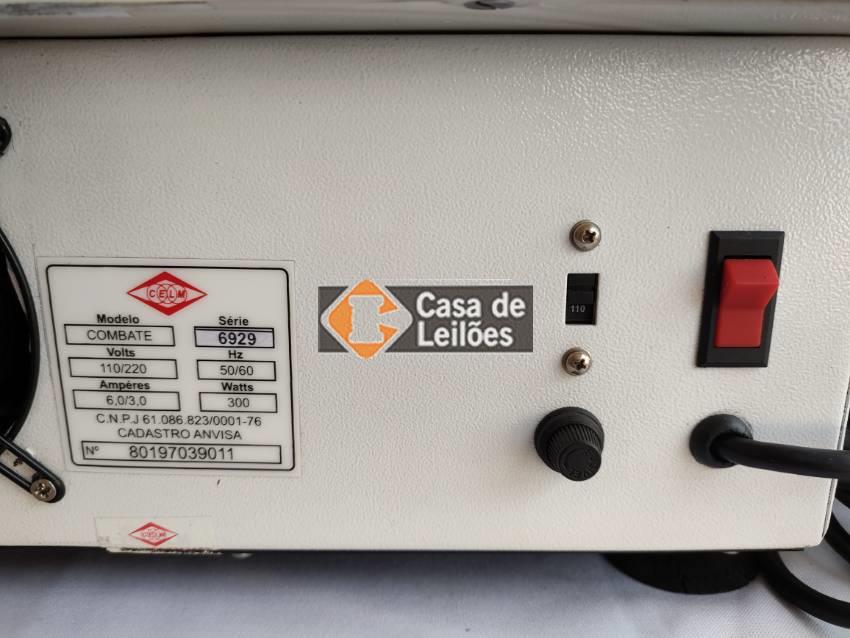 CELM
Modelo Série
COMBATE 6929
Volts Hz
110/220 50/60
Ampéres Watts
6,0/3,0 300
C.N.P.J 61.086.823/0001-76
CADASTRO ANVISA
Nº 80197039011
Casa de
Leilões
110
CELM